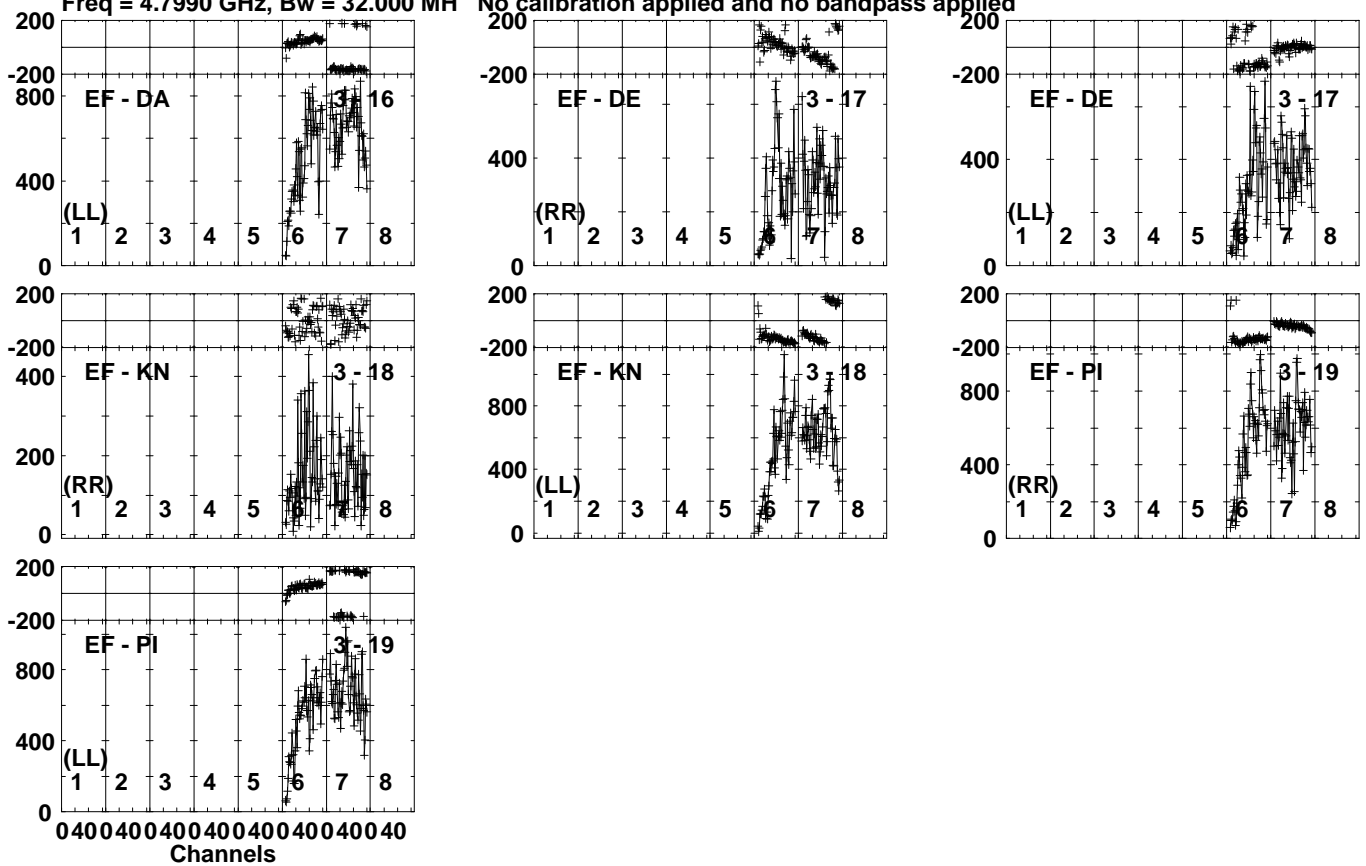 Freq = 4.7990 GHz, Bw = 32.000 MH No calibration applied and no bandpass applied
200
-200
800
400
0
EF - DA 3 - 16
(LL)
1 2 3 4 5 6 7 8
200
-200
400
0
EF - DE 3 - 17
(RR)
1 2 3 4 5 6 7 8
200
-200
400
0
EF - DE 3 - 17
(LL)
1 2 3 4 5 6 7 8
200
-200
400
200
0
EF - KN 3 - 18
(RR)
1 2 3 4 5 6 7 8
200
-200
800
400
0
EF - KN 3 - 18
(LL)
1 2 3 4 5 6 7 8
200
-200
800
400
0
EF - PI 3 - 19
(RR)
1 2 3 4 5 6 7 8
200
-200
800
400
0
EF - PI 3 - 19
(LL)
1 2 3 4 5 6 7 8
0 40 0 40 0 40 0 40 0 40 0 40 0 40 0 40
Channels